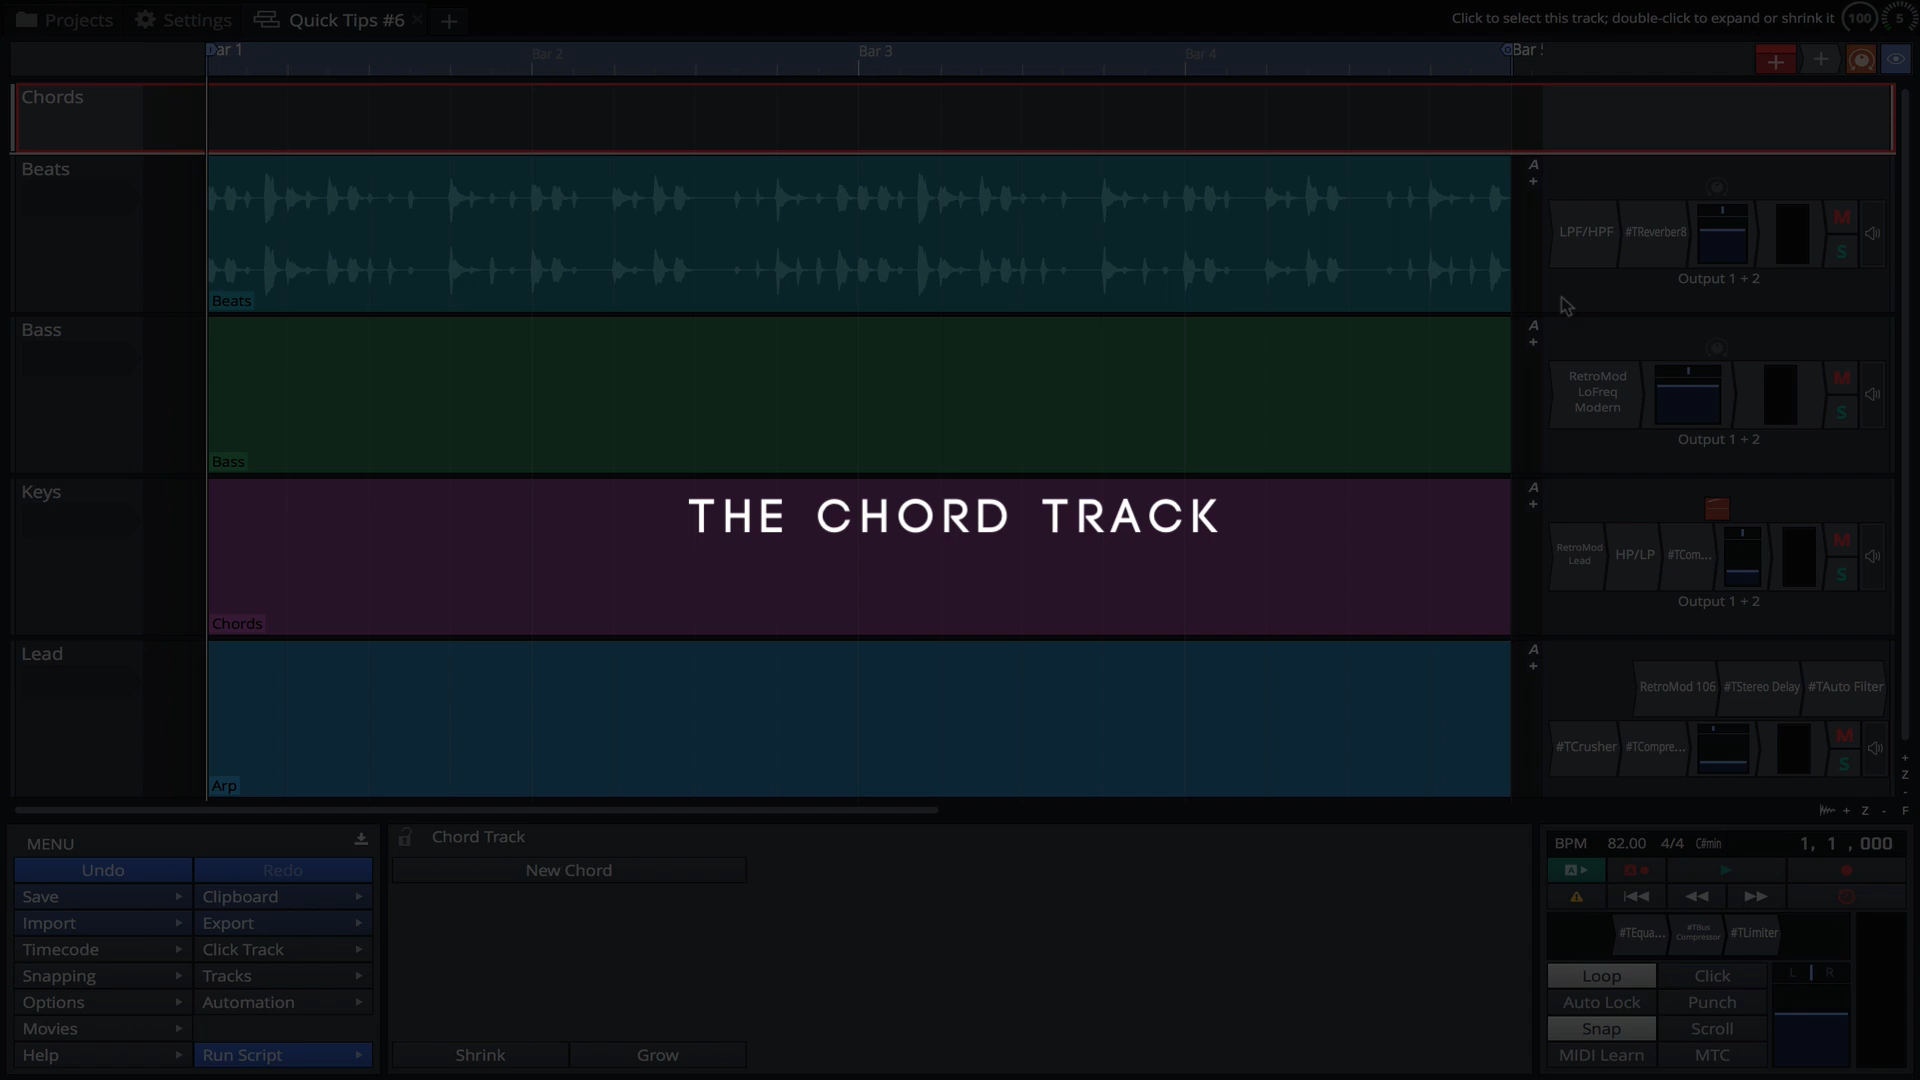 Projects
Settings
Quick Tips #6
Click to select this track; double-click to expand or shrink it
100
5
Bar 1
Bar 2
Bar 3
Bar 4
Bar 5
Chords
Beats
Beats
A
+
LPF/HPF
#TReverb8
M
S
Output 1 + 2
Bass
Bass
A
+
RetroMod
LoFreq
Modern
M
S
Output 1 + 2
Keys
THE CHORD TRACK
Chords
A
+
RetroMod
Lead
HP/LP
#TCom...
M
S
Output 1 + 2
Lead
Arp
A
+
RetroMod 106
#TStereo Delay
#TAuto Filter
#TCrusher
#TCompre...
M
S
+
Z
-
+ Z - F
MENU
Undo
Redo
Save
Clipboard
Import
Export
Timecode
Click Track
Snapping
Tracks
Options
Automation
Movies
Help
Run Script
Chord Track
New Chord
Shrink
Grow
BPM 82.00 4/4 C#min 1, 1 , 000
A
#TEqua...
#TBus
Compressor
#TLimiter
L R
Loop
Click
Auto Lock
Punch
Snap
Scroll
MIDI Learn
MTC